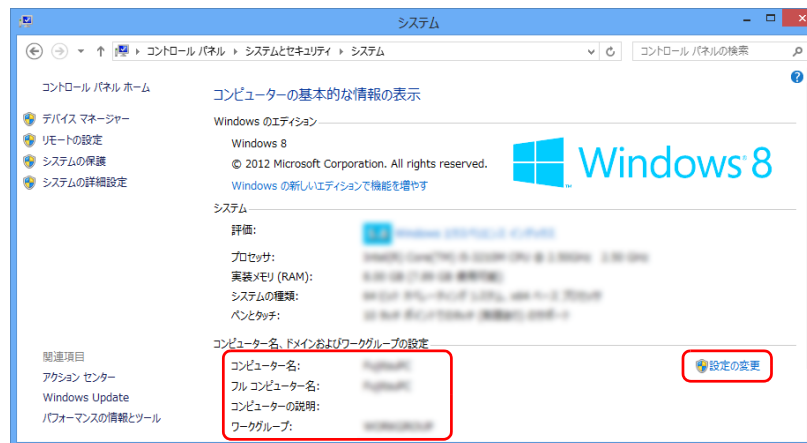 システム
コントロール パネル システムとセキュリティ システム
コントロール パネルの検索
コントロール パネル ホーム
デバイス マネージャー
リモートの設定
システムの保護
システムの詳細設定
コンピューターの基本的な情報の表示
Windows のエディション
Windows 8
© 2012 Microsoft Corporation. All rights reserved.
Windows の新しいエディションで機能を増やす
Windows 8
システム
評価:
プロセッサ:
実装メモリ (RAM):
システムの種類:
ペンとタッチ:
コンピューター名、ドメインおよびワークグループの設定
コンピューター名:
フル コンピューター名:
コンピューターの説明:
ワークグループ:
設定の変更
関連項目
アクション センター
Windows Update
パフォーマンスの情報とツール